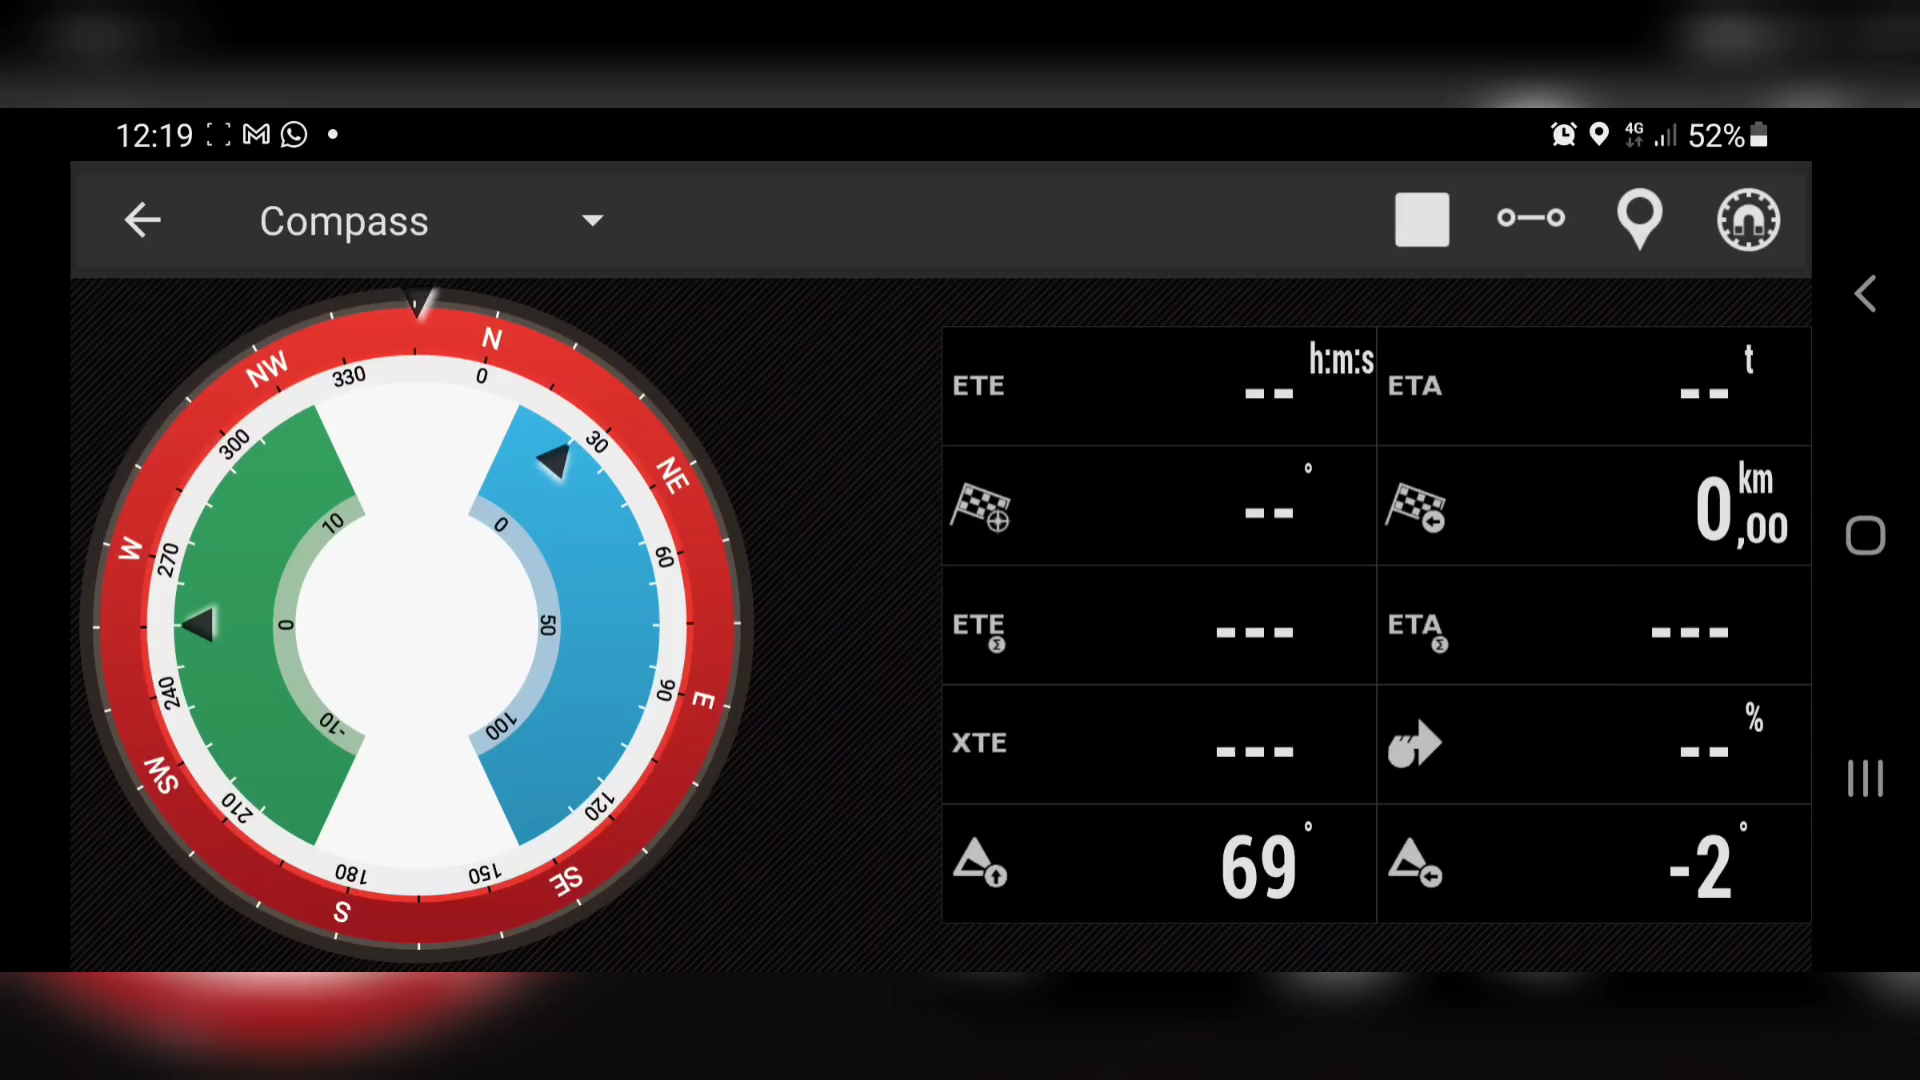 12:19
4G 52%
Compass
N
NE
E
SE
S
SW
W
NW
0
30
60
90
120
150
180
210
240
270
300
330
10
0
-10
0
50
100
ETE -- h:m:s
ETA -- t
-- °
0,00 km
ETE Σ ---
ETA Σ ---
XTE ---
-- %
69 °
-2 °